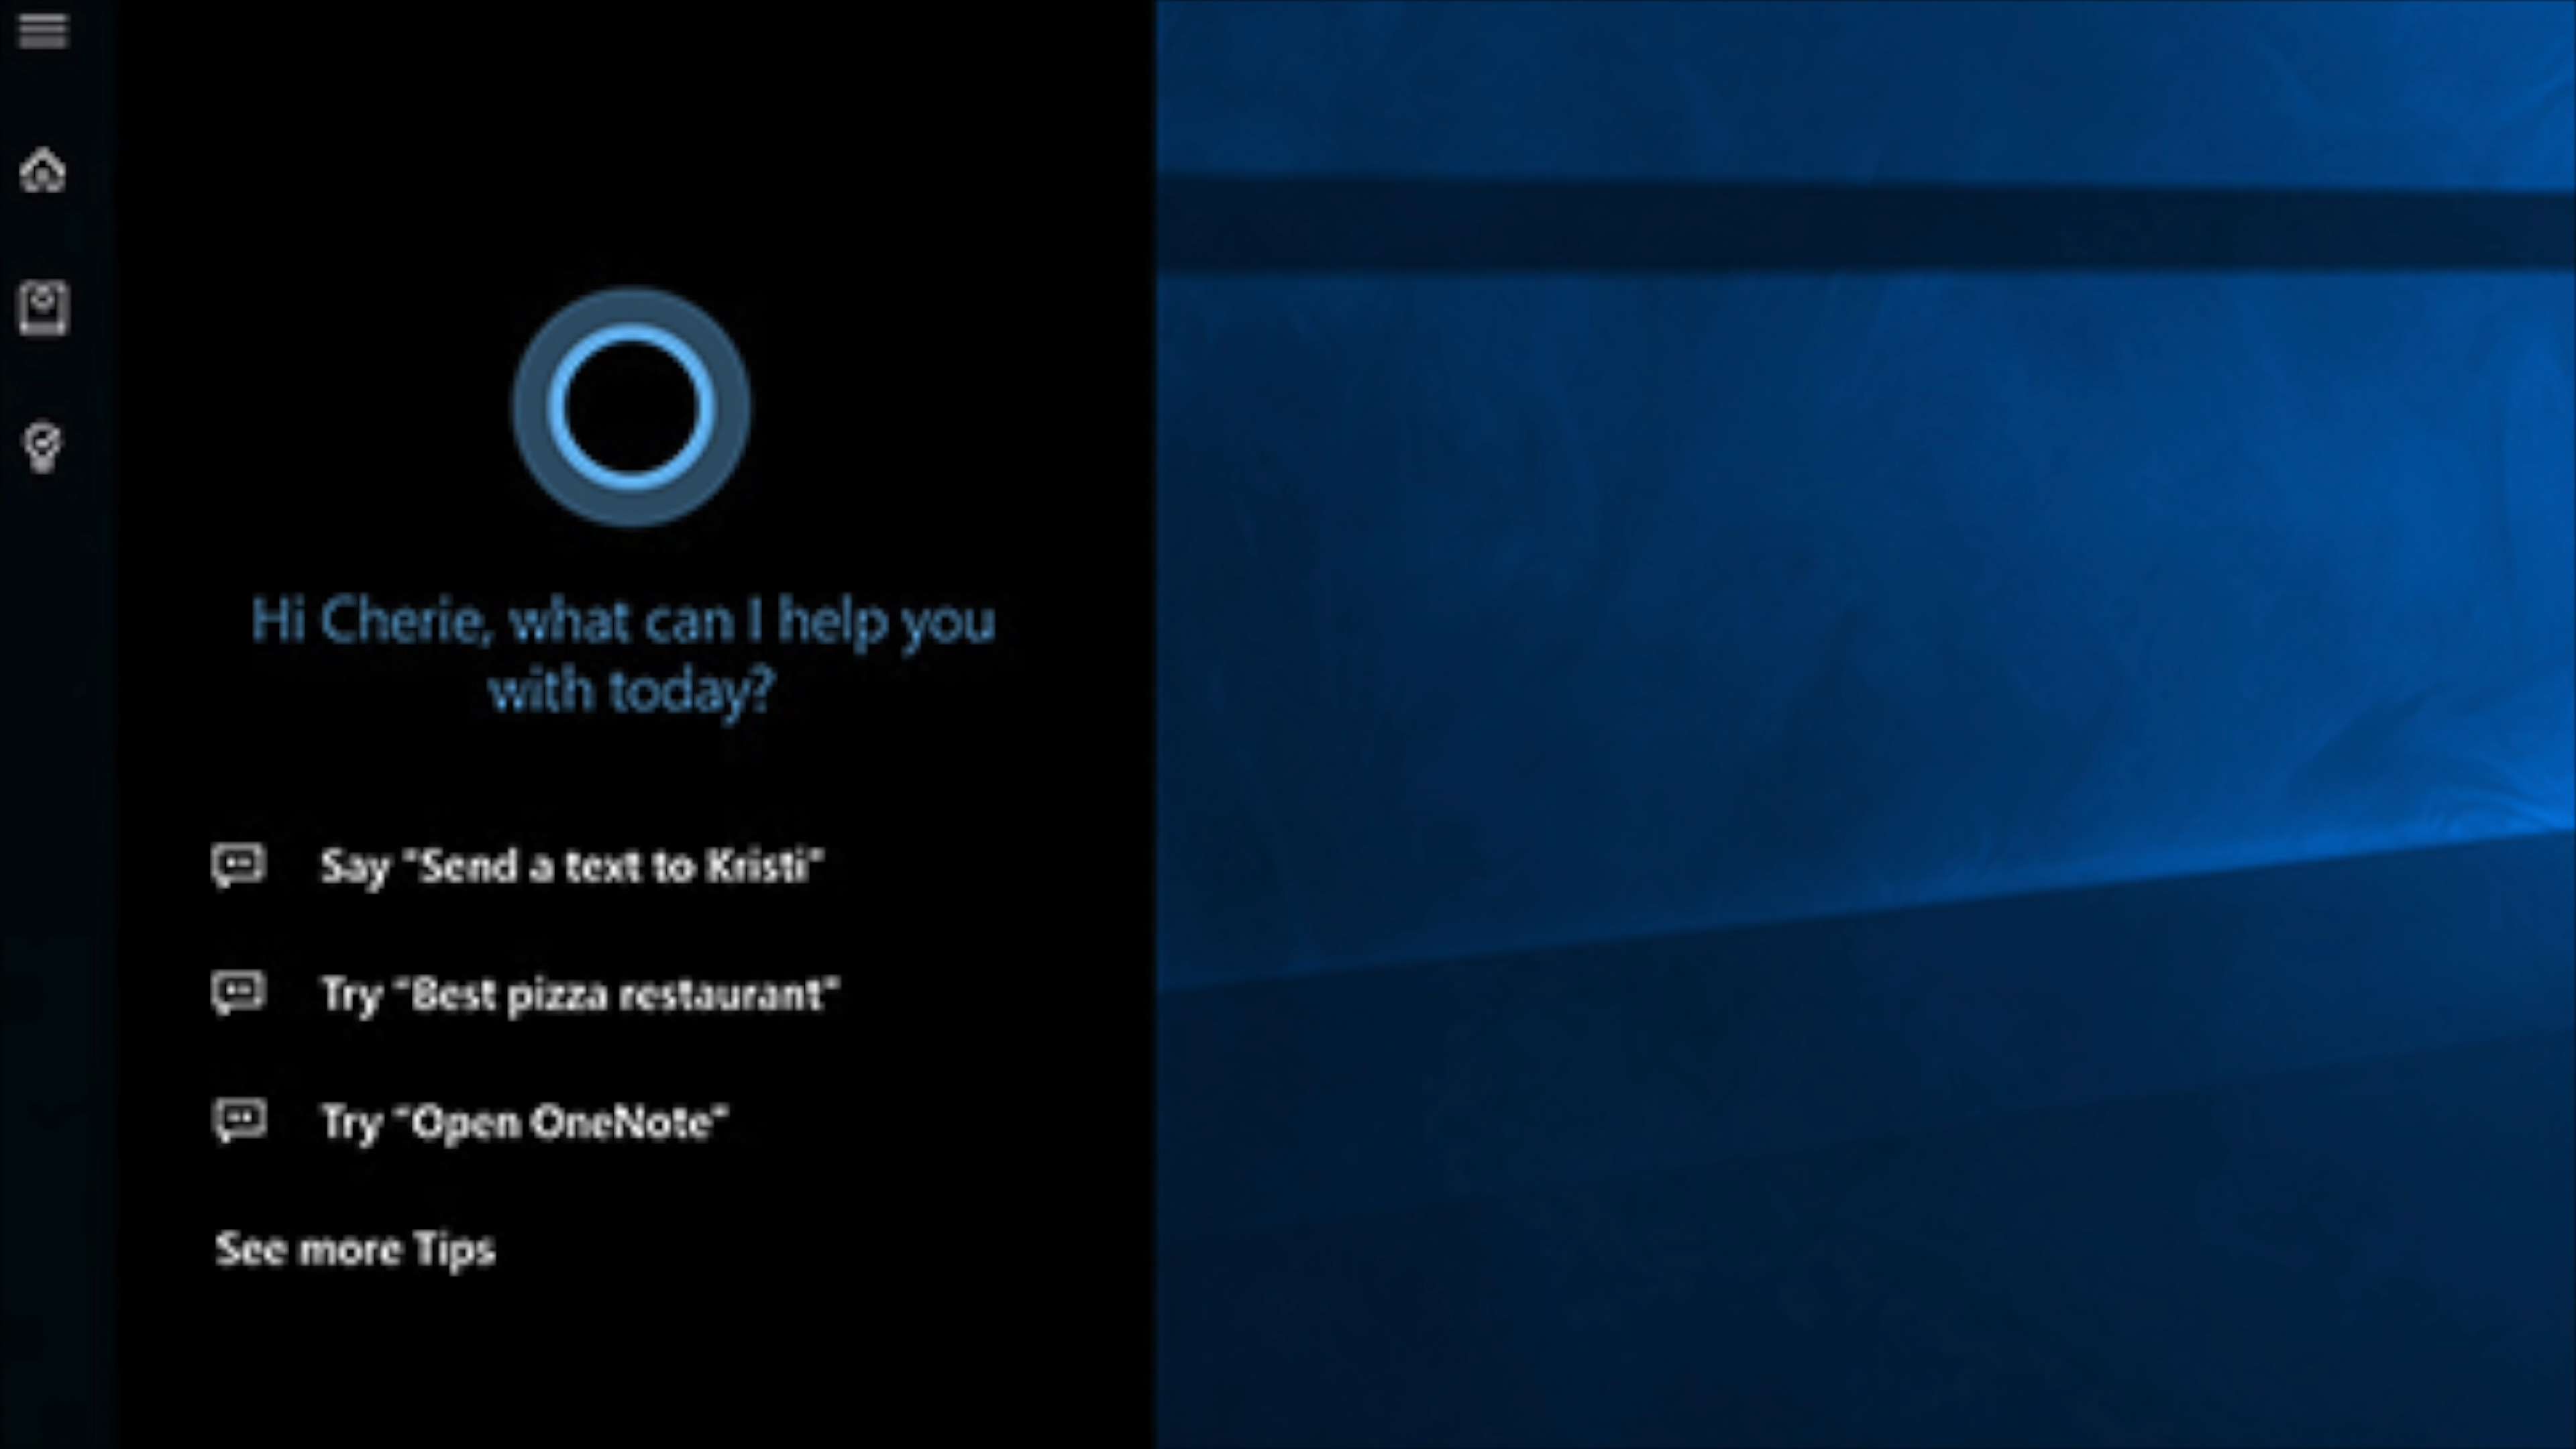 Hi Cherie, what can I help you
with today?
Say "Send a text to Kristi"
Try "Best pizza restaurant"
Try "Open OneNote"
See more Tips